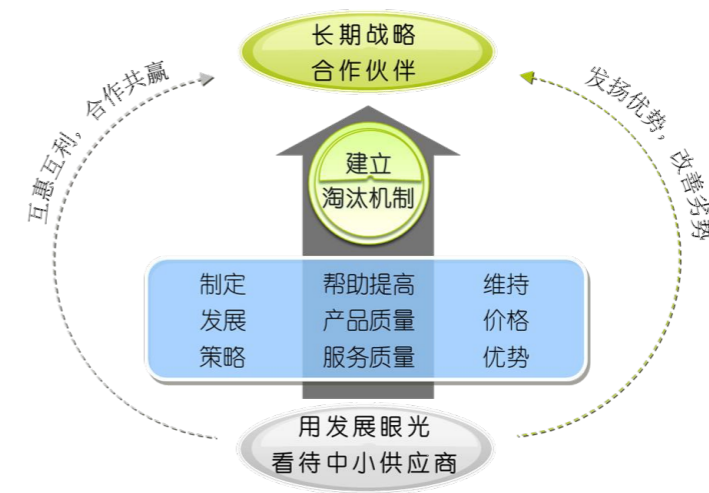 长期战略
合作伙伴
互惠互利，合作共赢
发扬优势，改善劣势
建立
淘汰机制
制定 帮助提高 维持
发展 产品质量 价格
策略 服务质量 优势
用发展眼光
看待中小供应商